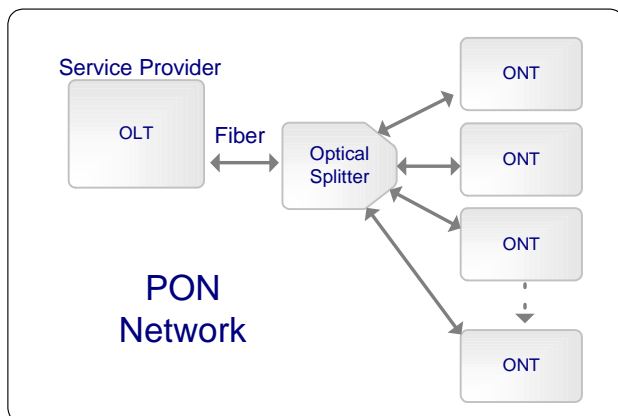 Service Provider
OLT
Fiber
Optical
Splitter
ONT
ONT
ONT
ONT
PON
Network